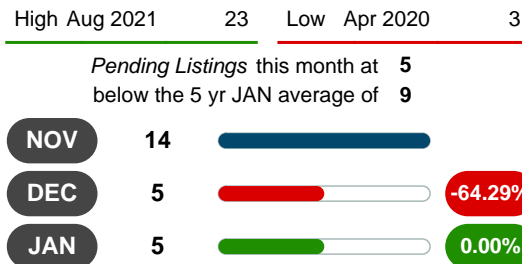 High Aug 2021 23 Low Apr 2020 3
Pending Listings this month at 5
below the 5 yr JAN average of 9
NOV 14
DEC 5 -64.29%
JAN 5 0.00%